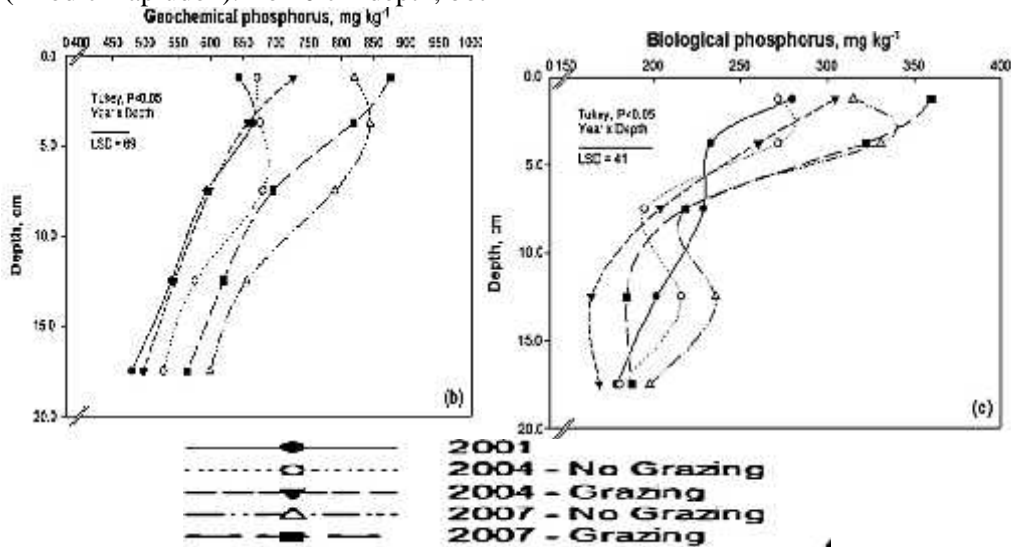 Geochemical phosphorus, mg kg-1
0 400 450 500 550 600 650 700 750 800 850 900 950 1000
0.0
5.0
10.0
15.0
20.0
Depth, cm
Tukey, P<0.05
Year x Depth
LSD = 69
(b)
Biological phosphorus, mg kg-1
0 150 200 250 300 350 400
0.0
5.0
10.0
15.0
20.0
Depth, cm
Tukey, P<0.05
Year x Depth
LSD = 41
(c)
2001
2004 - No Grazing
2004 - Grazing
2007 - No Grazing
2007 - Grazing